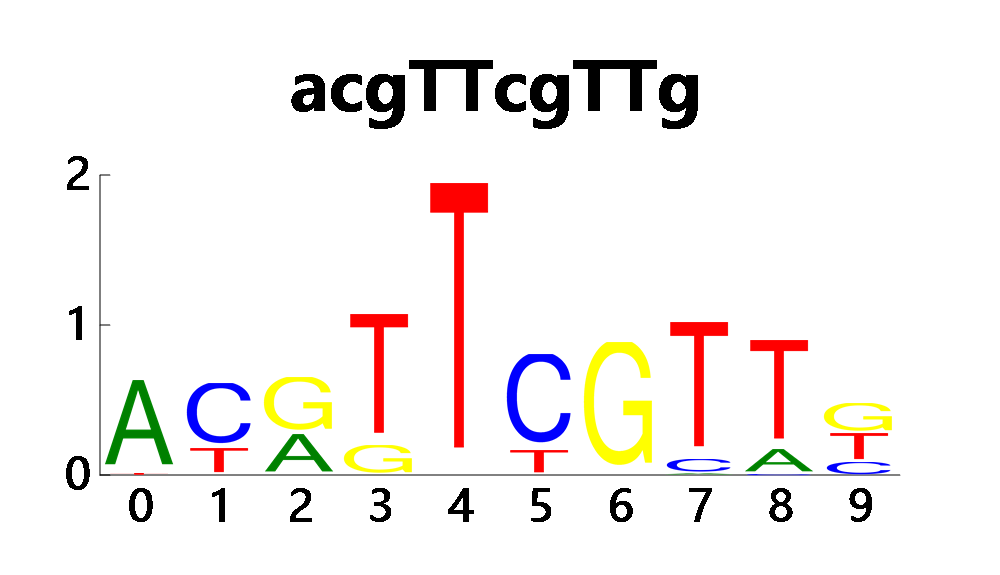 acgTTcgTTg
2
1
0
A C G T T C G T T G
T A G T C A T
C
0 1 2 3 4 5 6 7 8 9